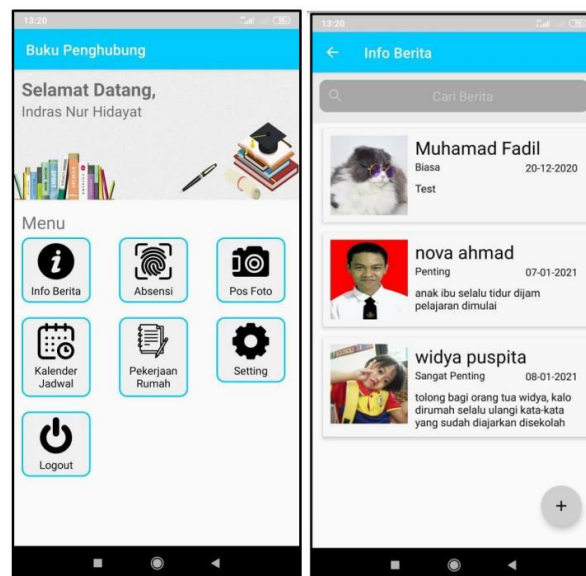 13:20
Buku Penghubung
Selamat Datang,
Indras Nur Hidayat
Menu
Info Berita
Absensi
Pos Foto
Kalender
Jadwal
Pekerjaan
Rumah
Setting
Logout
13:20
Info Berita
Cari Berita
Muhamad Fadil
Biasa 20-12-2020
Test
nova ahmad
Penting 07-01-2021
anak ibu selalu tidur dijam
pelajaran dimulai
widya puspita
Sangat Penting 08-01-2021
tolong bagi orang tua widya, kalo
dirumah selalu ulangi kata-kata
yang sudah diajarkan disekolah
+